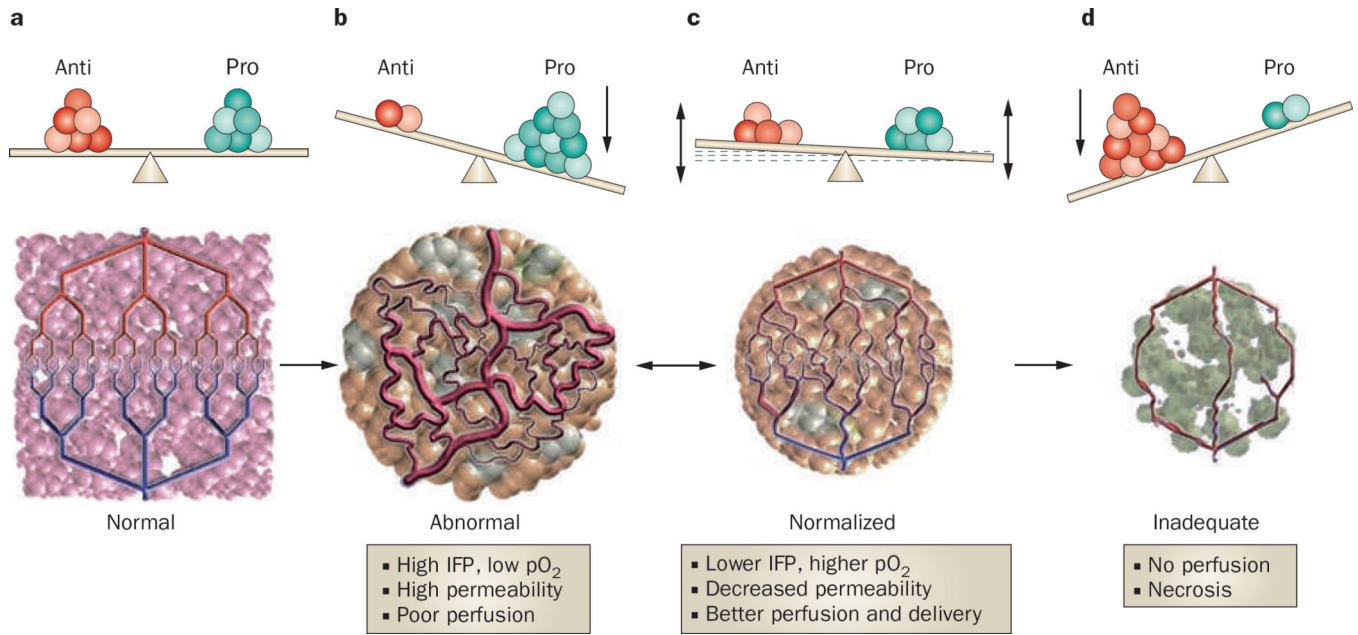 a
b
c
d
Anti
Pro
Anti
Pro
Anti
Pro
Anti
Pro
Normal
Abnormal
Normalized
Inadequate
▪ High IFP, low pO₂
▪ High permeability
▪ Poor perfusion
▪ Lower IFP, higher pO₂
▪ Decreased permeability
▪ Better perfusion and delivery
▪ No perfusion
▪ Necrosis